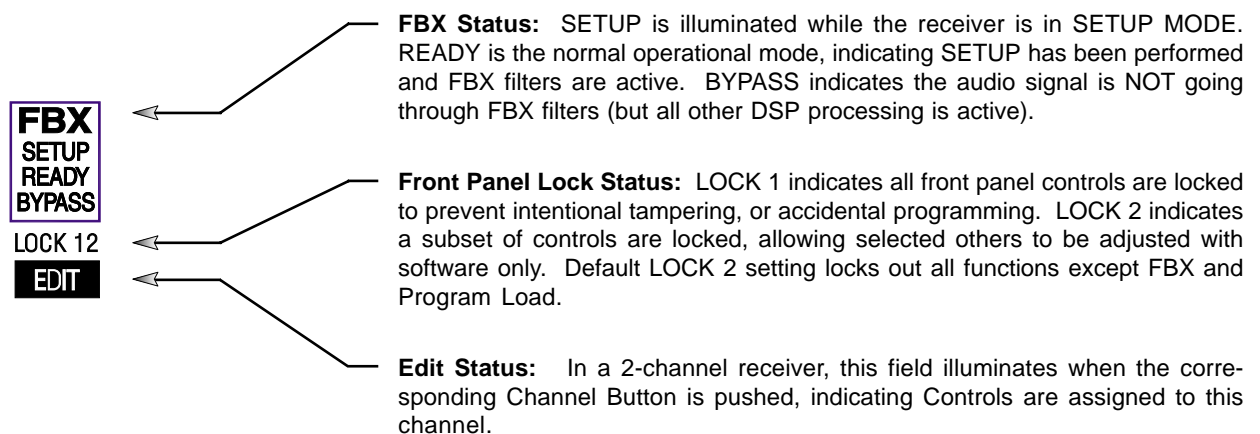 FBX
SETUP
READY
BYPASS
LOCK 12
EDIT
FBX Status: SETUP is illuminated while the receiver is in SETUP MODE.
READY is the normal operational mode, indicating SETUP has been performed
and FBX filters are active. BYPASS indicates the audio signal is NOT going
through FBX filters (but all other DSP processing is active).
Front Panel Lock Status: LOCK 1 indicates all front panel controls are locked
to prevent intentional tampering, or accidental programming. LOCK 2 indicates
a subset of controls are locked, allowing selected others to be adjusted with
software only. Default LOCK 2 setting locks out all functions except FBX and
Program Load.
Edit Status: In a 2-channel receiver, this field illuminates when the corre-
sponding Channel Button is pushed, indicating Controls are assigned to this
channel.